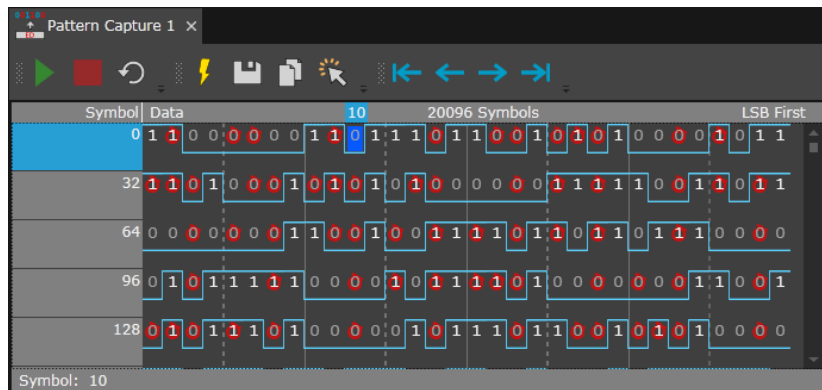 Pattern Capture 1 ×
Symbol Data 10 20096 Symbols LSB First
0 1 1 0 0 0 0 0 0 1 1 0 1 1 1 0 1 1 0 0 1 0 1 0 1 0 0 0 0 1 0 1 1
32 1 1 0 1 0 0 0 1 0 1 0 1 0 1 0 0 0 0 0 0 1 1 1 1 1 0 0 1 1 0 1 1
64 0 0 0 0 0 0 0 1 1 0 0 1 0 0 1 1 1 1 0 1 1 0 1 1 0 1 1 1 0 0 0 0
96 0 1 0 1 1 1 1 1 0 0 0 0 1 0 1 1 1 1 0 1 0 0 0 0 0 0 0 1 1 0 0 1
128 0 1 0 1 1 1 0 1 0 0 0 0 0 1 0 1 1 1 0 1 1 0 0 1 0 1 0 1 0 0 0 0
Symbol: 10